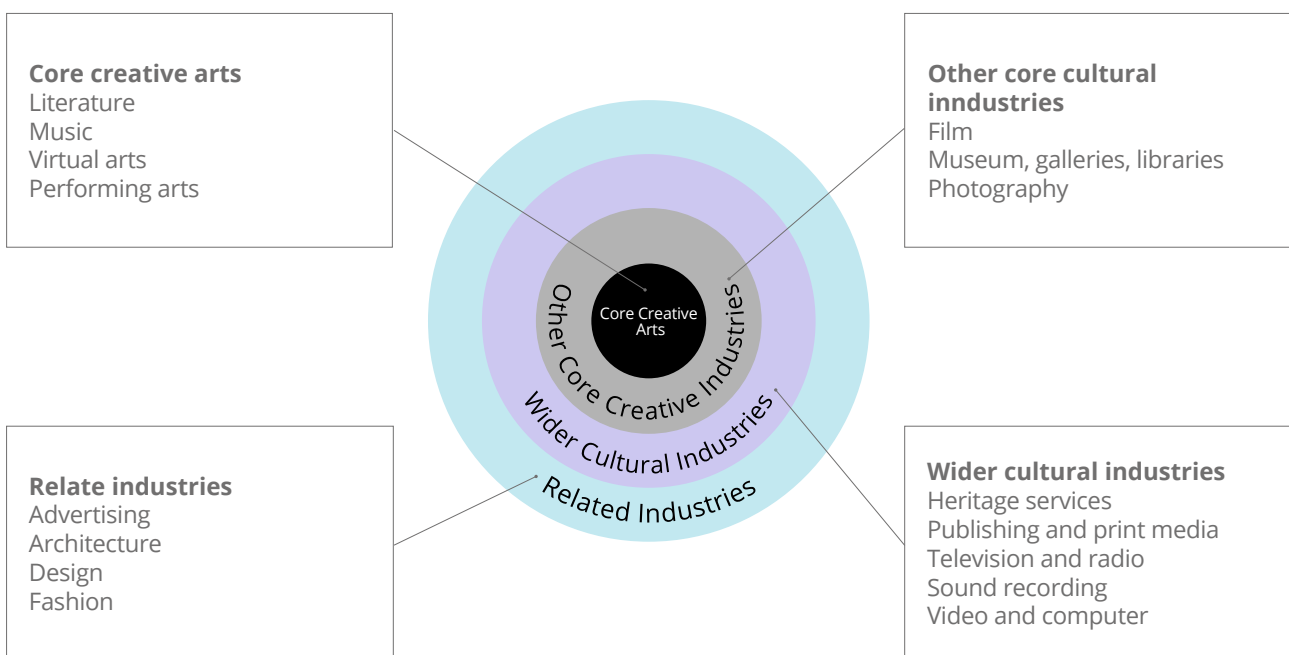 Core creative arts
Literature
Music
Virtual arts
Performing arts
Other core cultural
inndustries
Film
Museum, galleries, libraries
Photography
Core Creative
Arts
Other Core Creative Industries
Wider Cultural Industries
Related Industries
Relate industries
Advertising
Architecture
Design
Fashion
Wider cultural industries
Heritage services
Publishing and print media
Television and radio
Sound recording
Video and computer